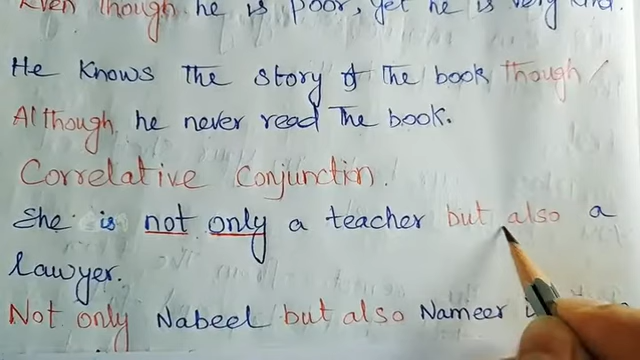 Even though he is poor, yet he is very kind.
He knows the story of the book though/
Although he never read the book.
Correlative Conjunction.
She is not only a teacher but also a
lawyer.
Not only Nabeel but also Nameer